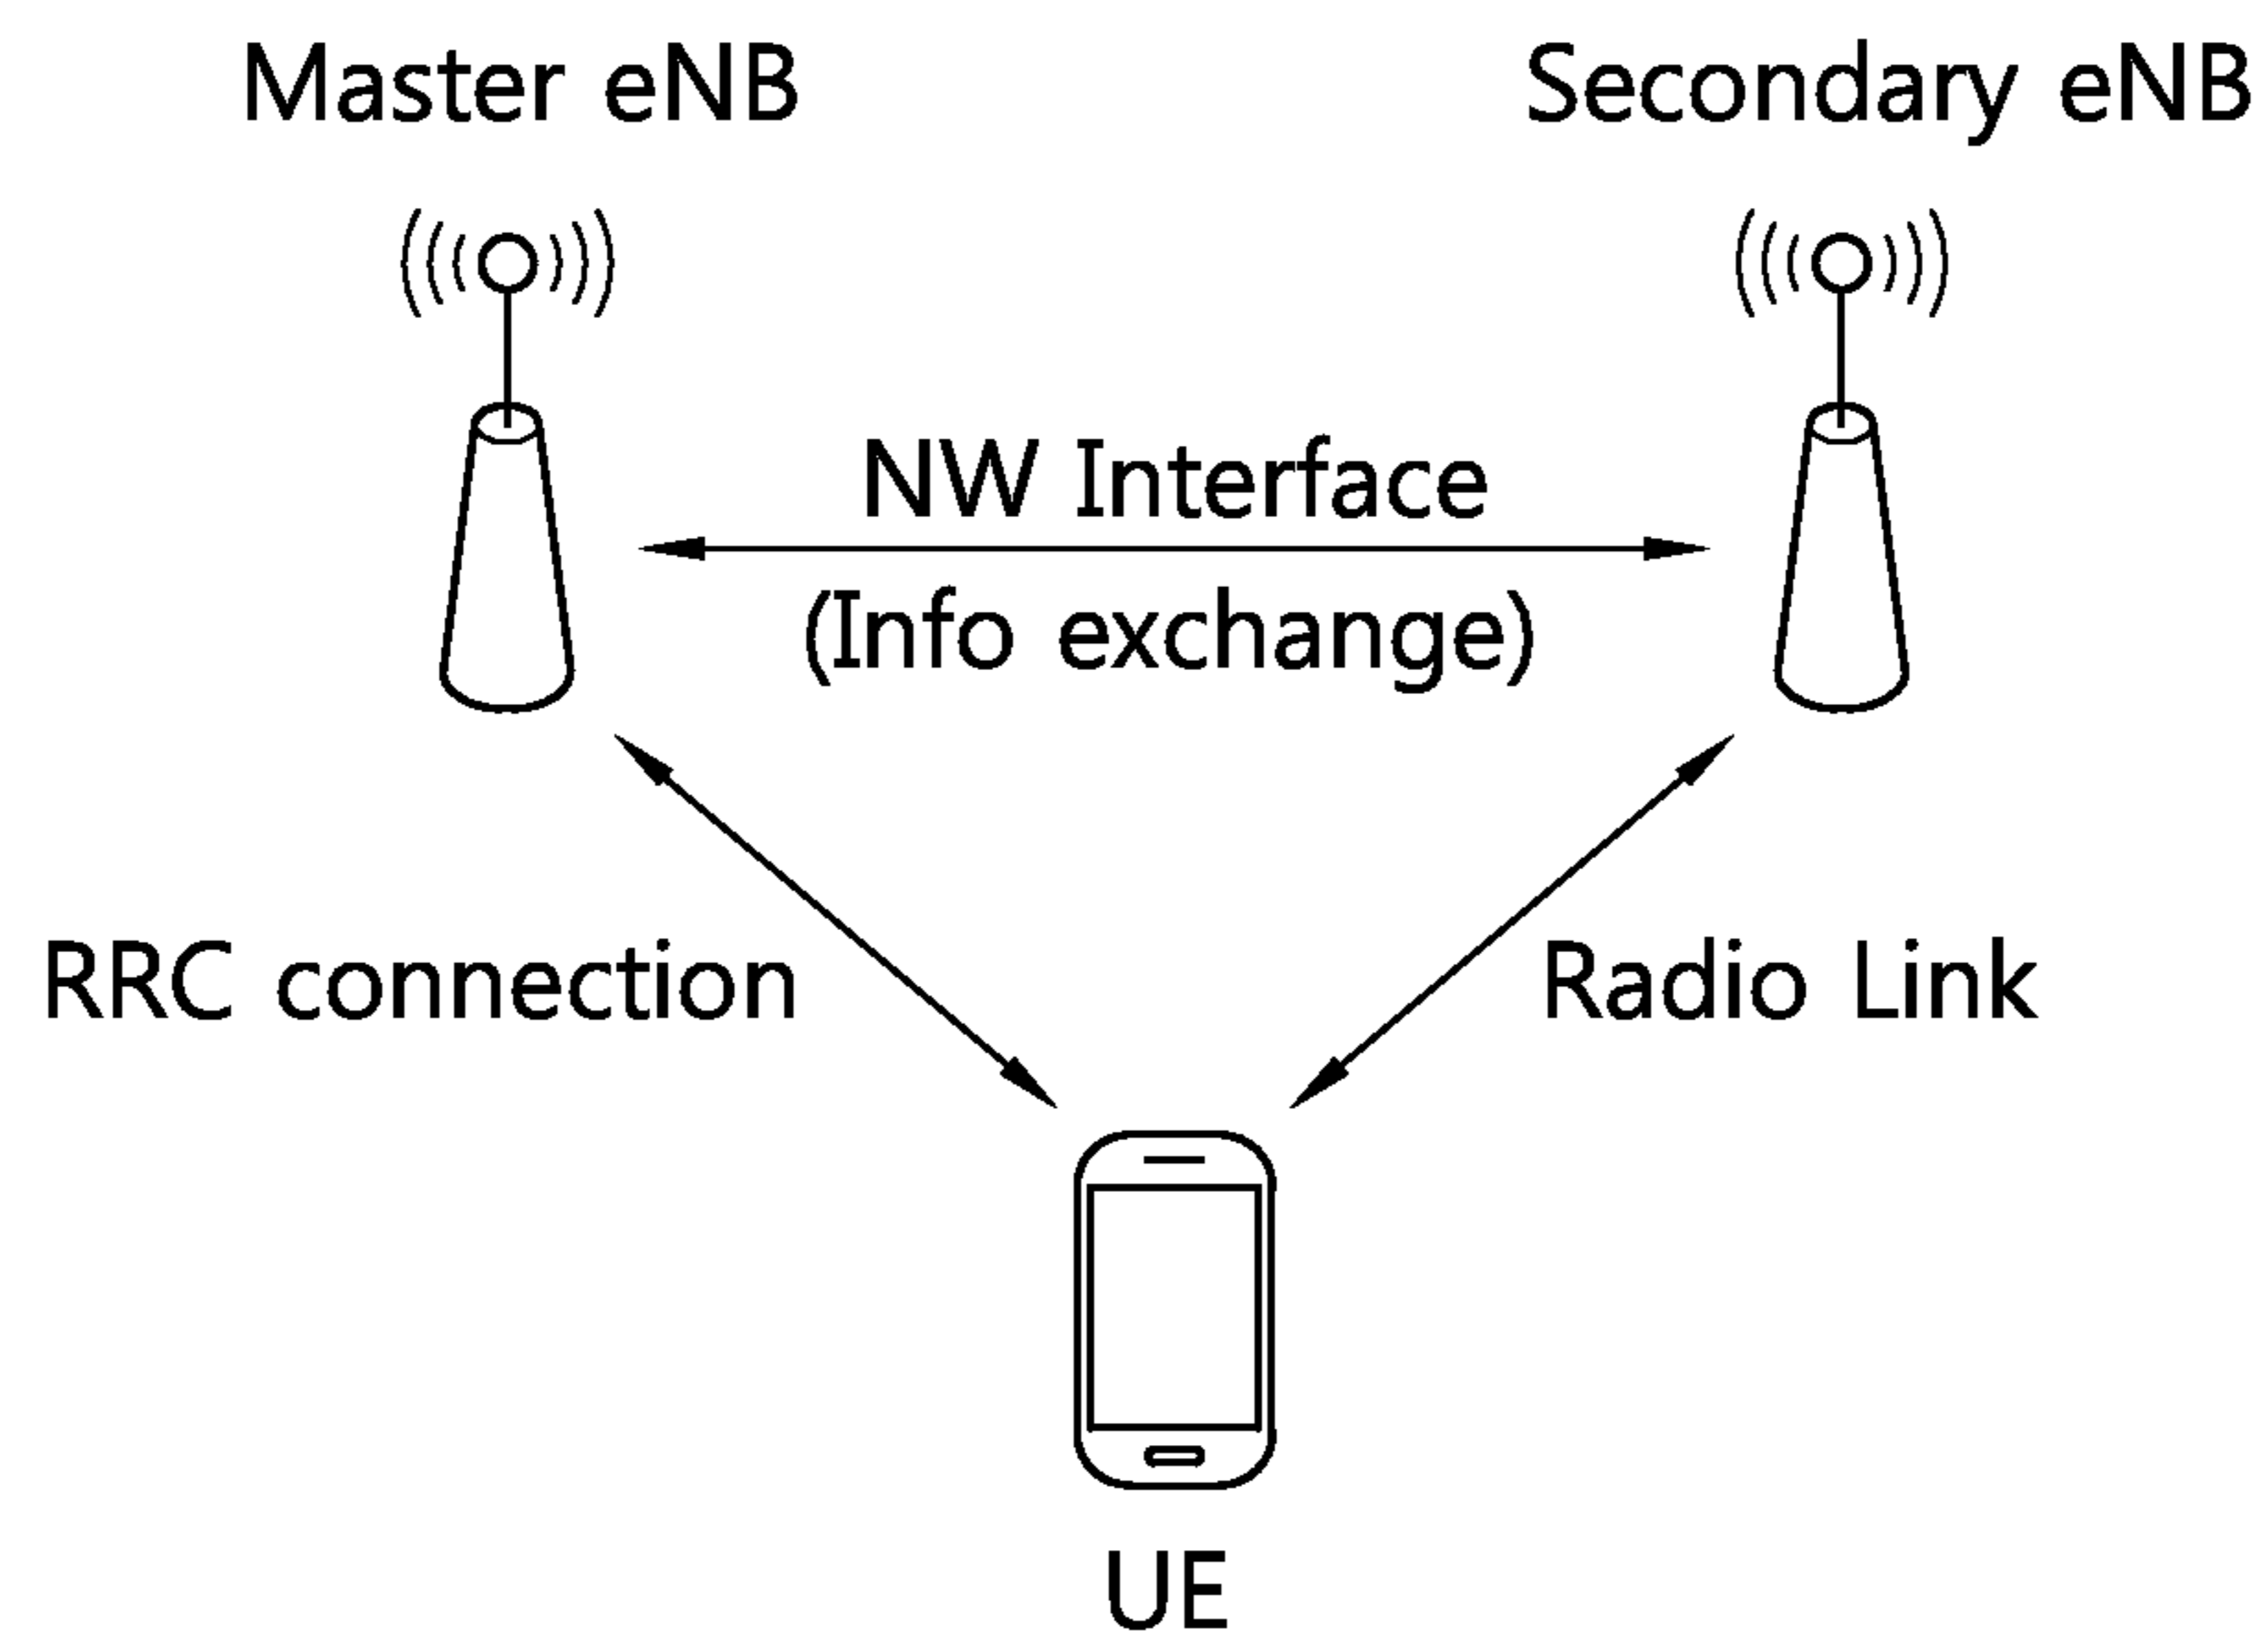 Master eNB
Secondary eNB
NW Interface
(Info exchange)
RRC connection
Radio Link
UE